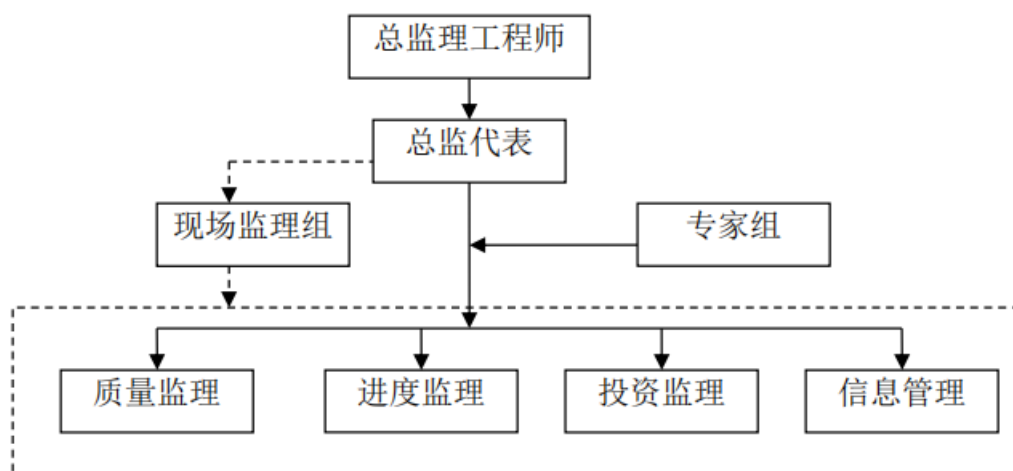 总监理工程师
总监代表
现场监理组
专家组
质量监理
进度监理
投资监理
信息管理